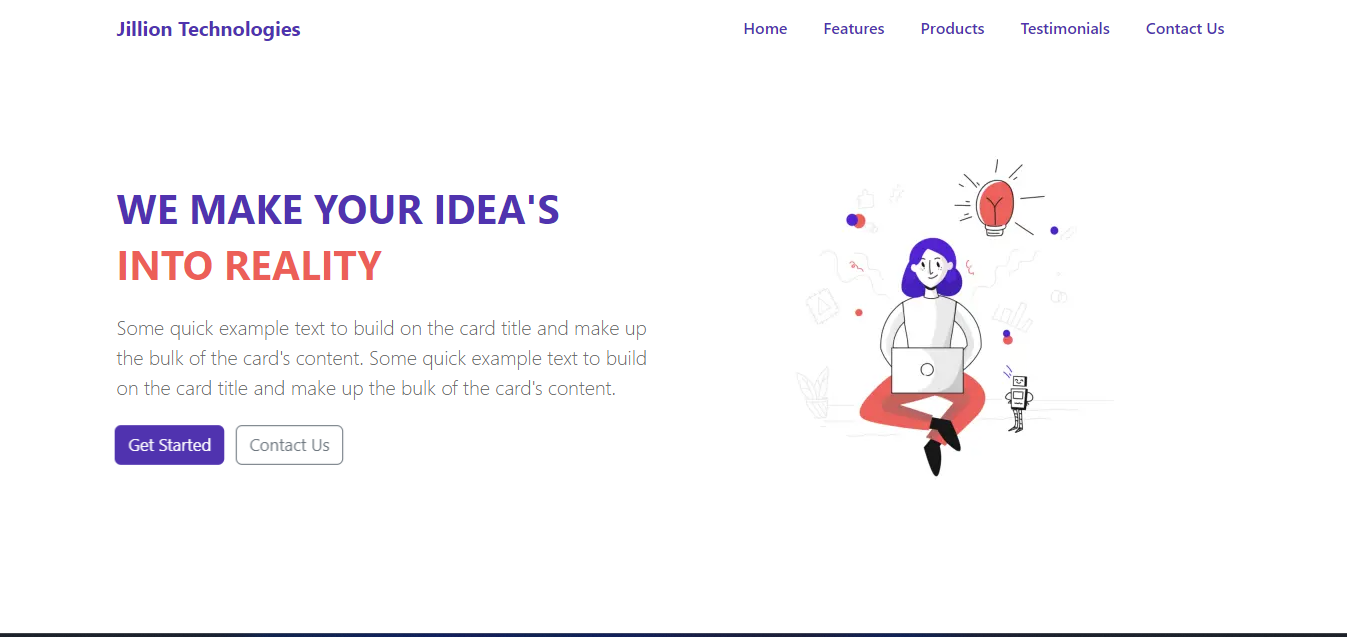 Jillion Technologies
Home Features Products Testimonials Contact Us
WE MAKE YOUR IDEA'S
INTO REALITY
Some quick example text to build on the card title and make up
the bulk of the card's content. Some quick example text to build
on the card title and make up the bulk of the card's content.
Get Started Contact Us